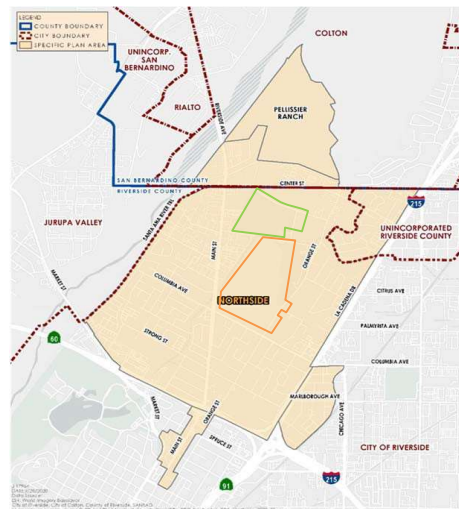 LEGEND
COUNTY BOUNDARY
CITY BOUNDARY
SPECIFIC PLAN AREA
COLTON
UNINCORP.
SAN
BERNARDINO
RIALTO
RIVERSIDE AVE
PELLISSIER
RANCH
SAN BERNARDINO COUNTY
RIVERSIDE COUNTY
CENTER ST
215
JURUPA VALLEY
SANTA ANA RIVER TRL
MAIN ST
ORANGE ST
UNINCORPORATED
RIVERSIDE COUNTY
MARKET ST
COLUMBIA AVE
LA CADENA DR
CITRUS AVE
NORTHSIDE
PALMYRITA AVE
STRONG ST
60
COLUMBIA AVE
MARLBOROUGH AVE
MARKET ST
ORANGE ST
CHICAGO AVE
MAIN ST
SPRUCE ST
CITY OF RIVERSIDE
91
215